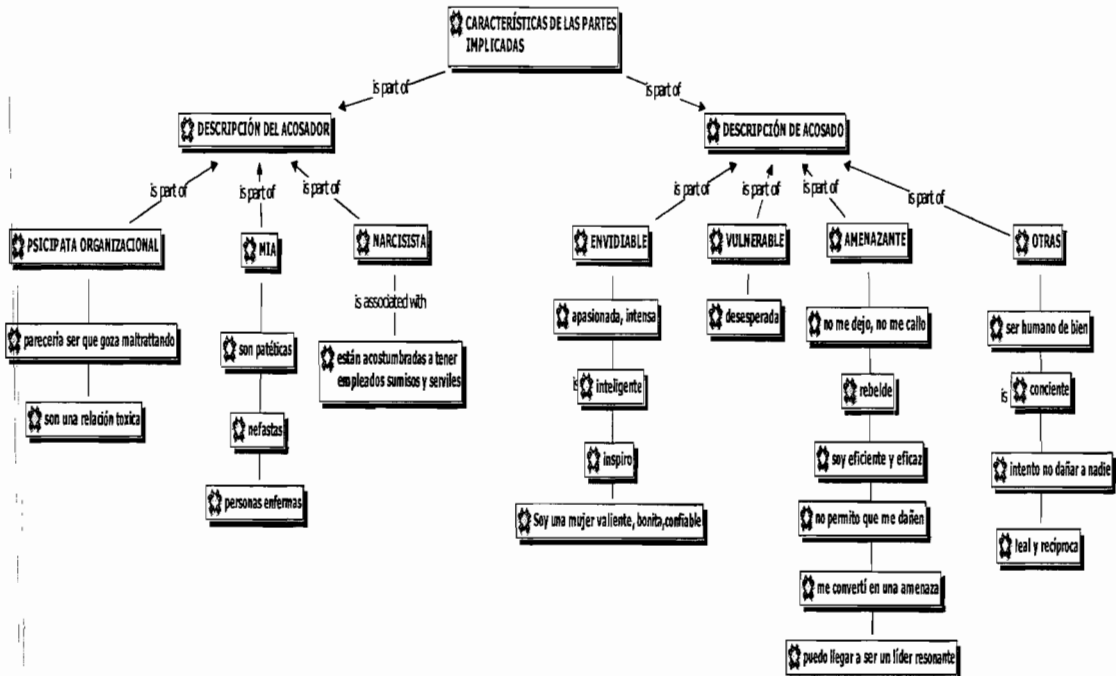 CARACTERÍSTICAS DE LAS PARTES
IMPLICADAS
is part of
is part of
DESCRIPCIÓN DEL ACOSADOR
DESCRIPCIÓN DE ACOSADO
is part of
is part of
is part of
is part of
is part of
is part of
is part of
PSICIPATA ORGANIZACIONAL
MIA
NARCISISTA
ENVIDIABLE
VULNERABLE
AMENAZANTE
OTRAS
is associated with
parecería ser que goza maltrattando
son una relación toxica
son patéticas
nefastas
personas enfermas
están acostumbradas a tener
empleados sumisos y serviles
apasionada, intensa
is
inteligente
inspiro
Soy una mujer valiente, bonita,confiable
desesperada
no me dejo, no me callo
rebelde
soy eficiente y eficaz
no permito que me dañen
me convertí en una amenaza
puedo llegar a ser un líder resonante
ser humano de bien
is
conciente
intento no dañar a nadie
leal y recíproca